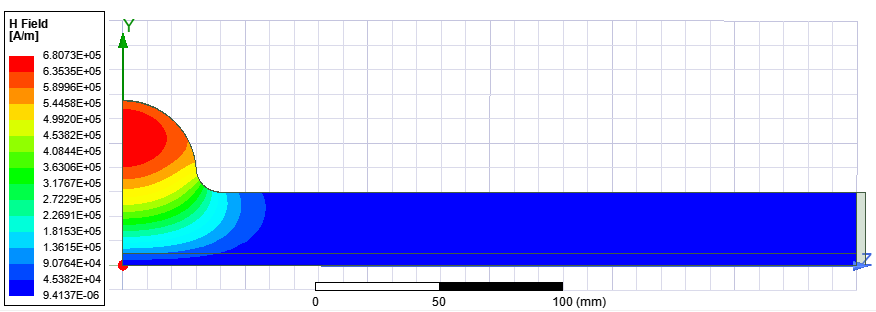 H Field
[A/m]
6.8073E+05
6.3535E+05
5.8996E+05
5.4458E+05
4.9920E+05
4.5382E+05
4.0844E+05
3.6306E+05
3.1767E+05
2.7229E+05
2.2691E+05
1.8153E+05
1.3615E+05
9.0764E+04
4.5382E+04
9.4137E-06
Y
Z
0 50 100 (mm)